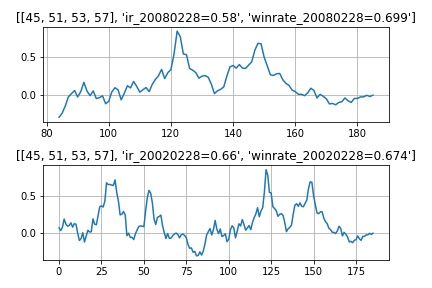 [[45, 51, 53, 57], 'ir_20080228=0.58', 'winrate_20080228=0.699']
0.5
0.0
80 100 120 140 160 180
[[45, 51, 53, 57], 'ir_20020228=0.66', 'winrate_20020228=0.674']
0.5
0.0
0 25 50 75 100 125 150 175